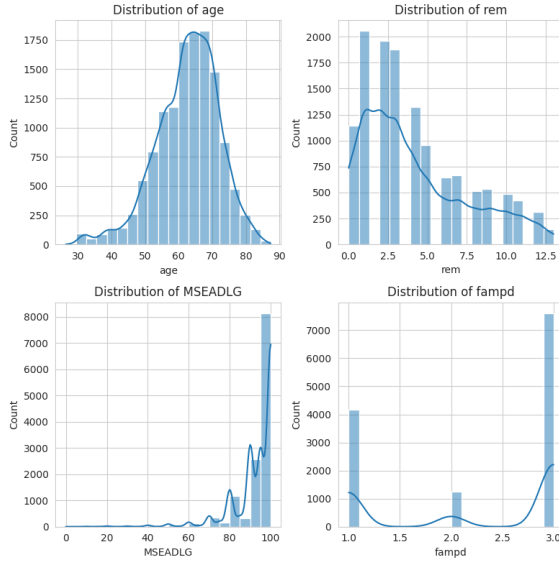 Distribution of age
Count
1750
1500
1250
1000
750
500
250
0
30 40 50 60 70 80 90
age
Distribution of rem
Count
2000
1750
1500
1250
1000
750
500
250
0
0.0 2.5 5.0 7.5 10.0 12.5
rem
Distribution of MSEADLG
Count
8000
7000
6000
5000
4000
3000
2000
1000
0
0 20 40 60 80 100
MSEADLG
Distribution of fampd
Count
7000
6000
5000
4000
3000
2000
1000
0
1.0 1.5 2.0 2.5 3.0
fampd